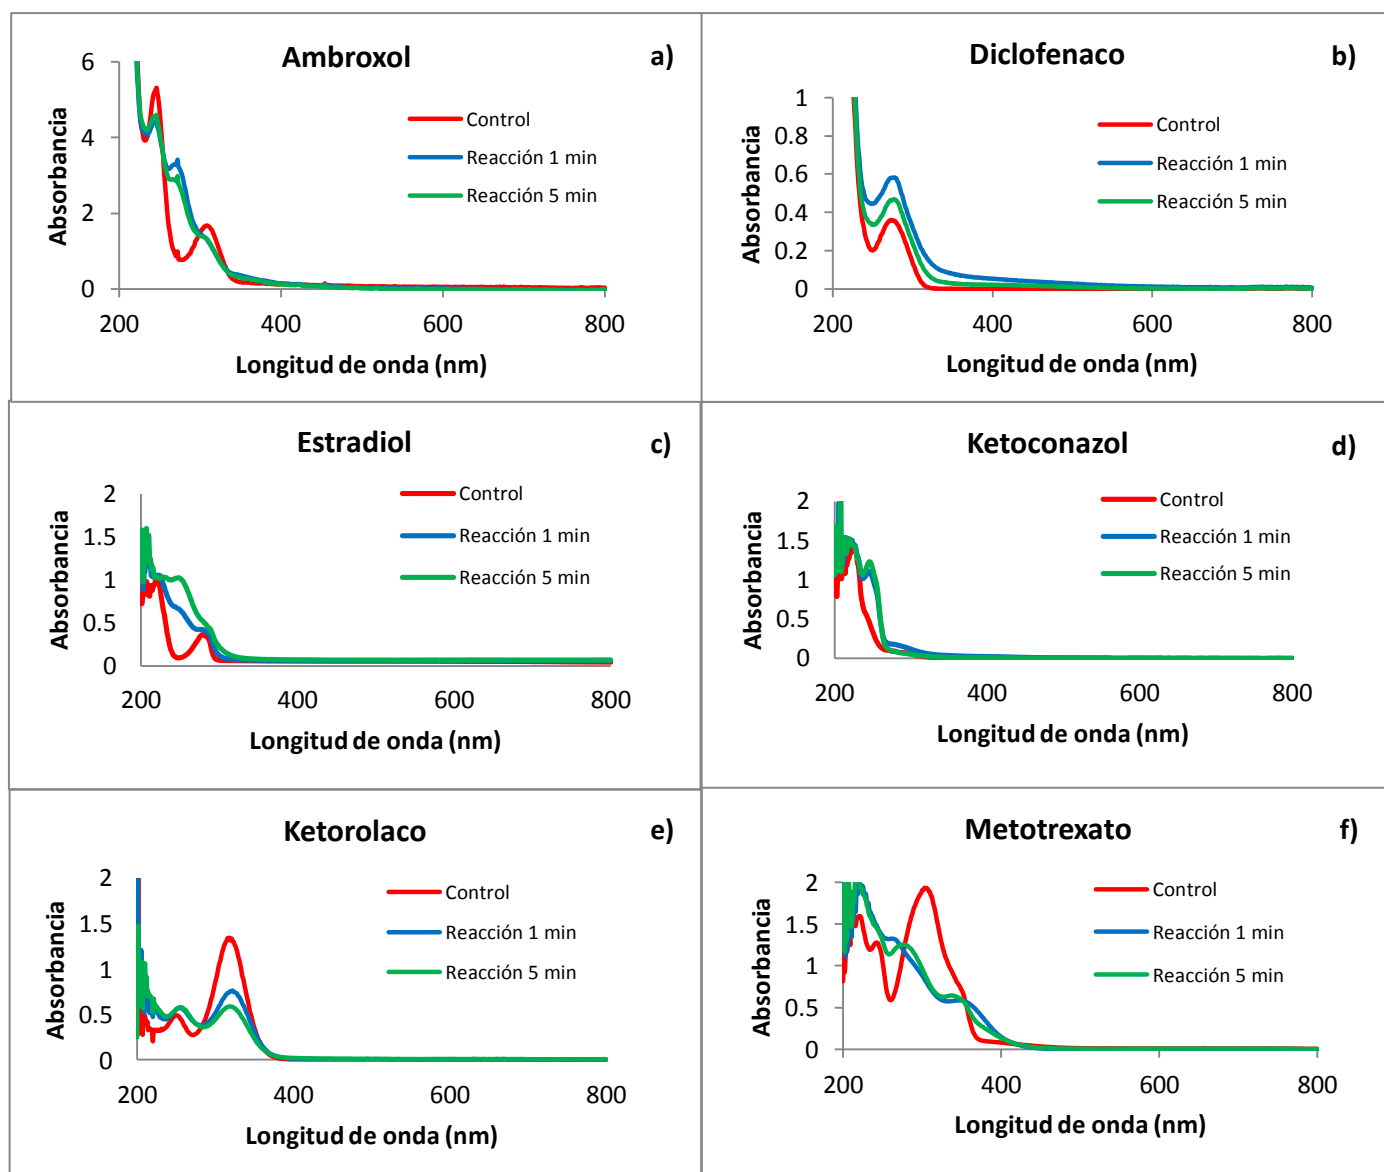 Ambroxol
a)
Absorbancia
6
4
2
0
200
400
600
800
Longitud de onda (nm)
Control
Reacción 1 min
Reacción 5 min
Diclofenaco
b)
Absorbancia
1
0.8
0.6
0.4
0.2
0
200
400
600
800
Longitud de onda (nm)
Control
Reacción 1 min
Reacción 5 min
Estradiol
c)
Absorbancia
2
1.5
1
0.5
0
200
400
600
800
Longitud de onda (nm)
Control
Reacción 1 min
Reacción 5 min
Ketoconazol
d)
Absorbancia
2
1.5
1
0.5
0
200
400
600
800
Longitud de onda (nm)
Control
Reacción 1 min
Reacción 5 min
Ketorolaco
e)
Absorbancia
2
1.5
1
0.5
0
200
400
600
800
Longitud de onda (nm)
Control
Reacción 1 min
Reacción 5 min
Metotrexato
f)
Absorbancia
2
1.5
1
0.5
0
200
400
600
800
Longitud de onda (nm)
Control
Reacción 1 min
Reacción 5 min